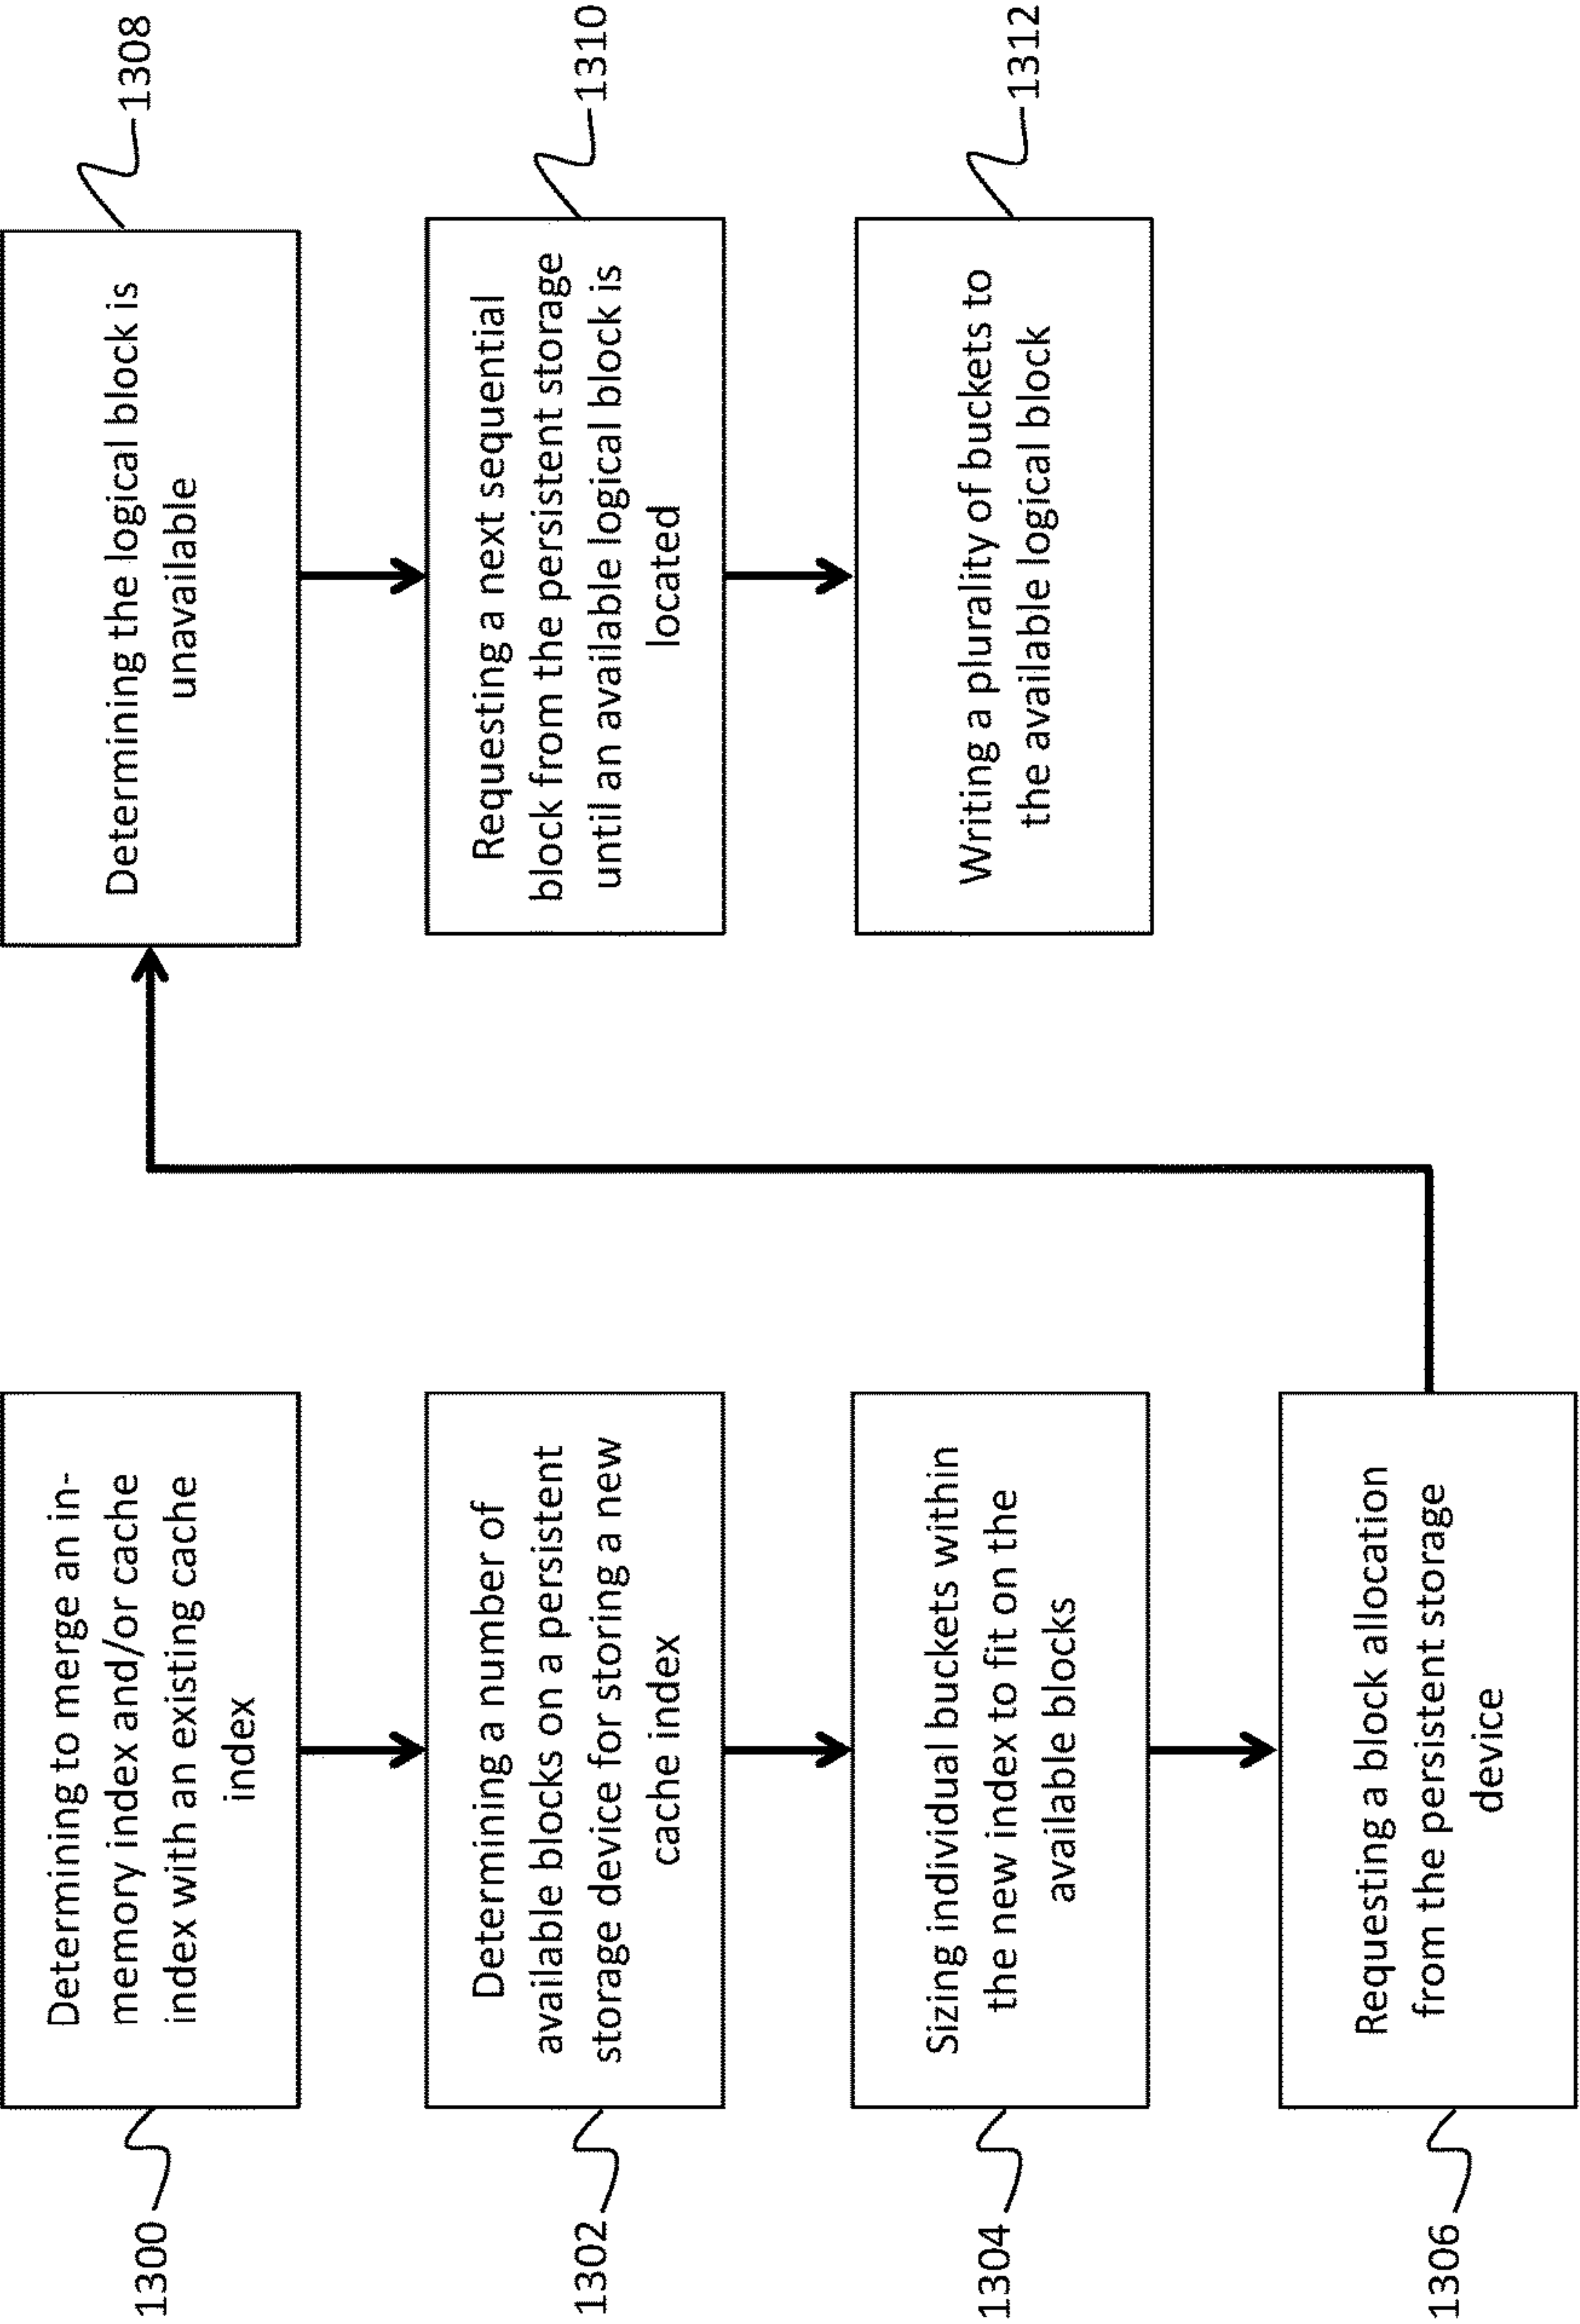 1300
Determining to merge an in-
memory index and/or cache
index with an existing cache
index
1302
Determining a number of
available blocks on a persistent
storage device for storing a new
cache index
1304
Sizing individual buckets within
the new index to fit on the
available blocks
1306
Requesting a block allocation
from the persistent storage
device
1308
Determining the logical block is
unavailable
1310
Requesting a next sequential
block from the persistent storage
until an available logical block is
located
1312
Writing a plurality of buckets to
the available logical block